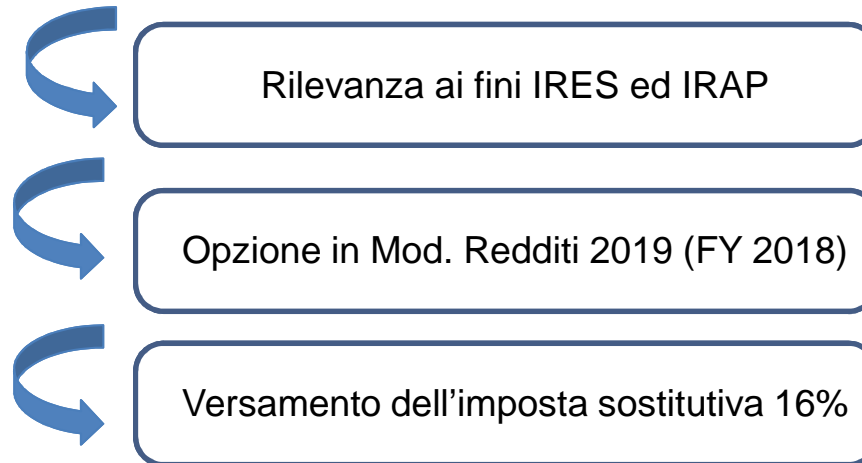 Rilevanza ai fini IRES ed IRAP
Opzione in Mod. Redditi 2019 (FY 2018)
Versamento dell’imposta sostitutiva 16%